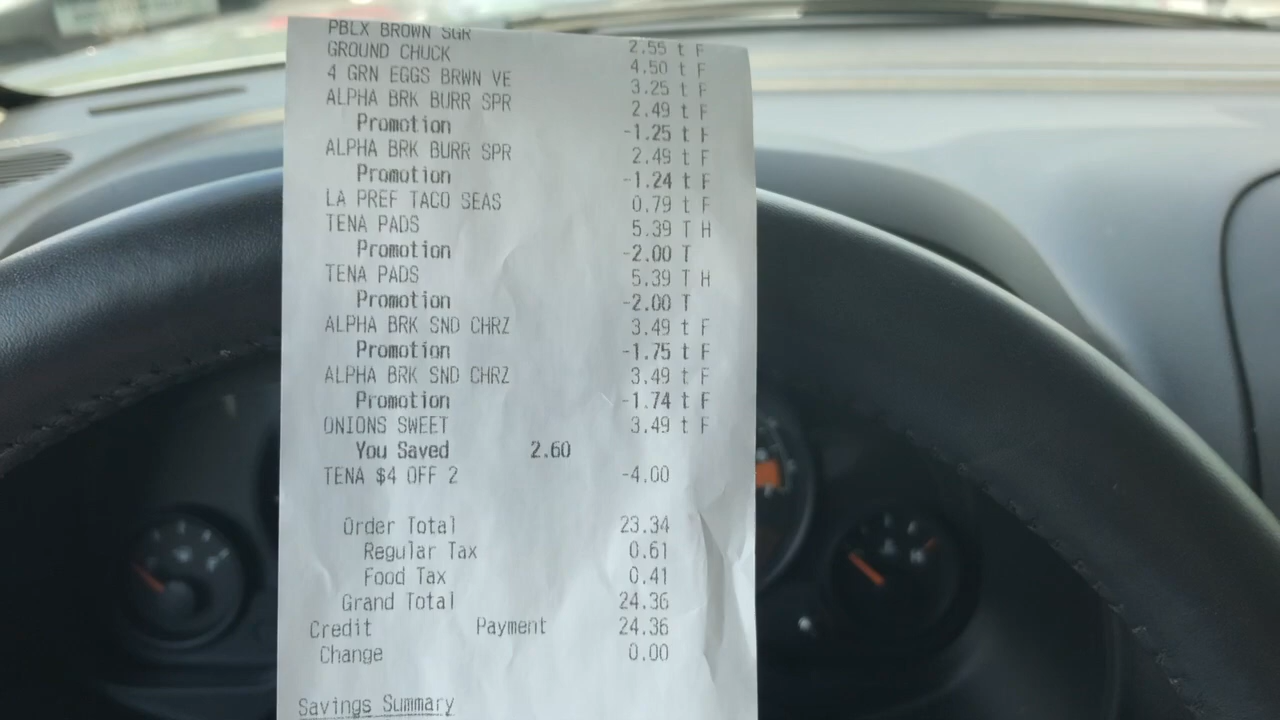 PBLX BROWN SGR 2.55 t F
GROUND CHUCK 4.50 t F
4 GRN EGGS BRWN VE 3.25 t F
ALPHA BRK BURR SPR 2.49 t F
Promotion -1.25 t F
ALPHA BRK BURR SPR 2.49 t F
Promotion -1.24 t F
LA PREF TACO SEAS 0.79 t F
TENA PADS 5.39 T H
Promotion -2.00 T
TENA PADS 5.39 T H
Promotion -2.00 T
ALPHA BRK SND CHRZ 3.49 t F
Promotion -1.75 t F
ALPHA BRK SND CHRZ 3.49 t F
Promotion -1.74 t F
ONIONS SWEET 3.49 t F
You Saved 2.60
TENA $4 OFF 2 -4.00
Order Total 23.34
Regular Tax 0.61
Food Tax 0.41
Grand Total 24.36
Credit Payment 24.36
Change 0.00
Savings Summary